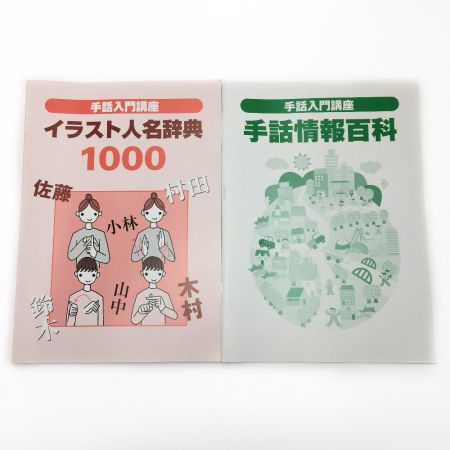 手話入門講座
イラスト人名辞典
1000
佐藤
村田
小林
山中
鈴木
木村
手話入門講座
手話情報百科